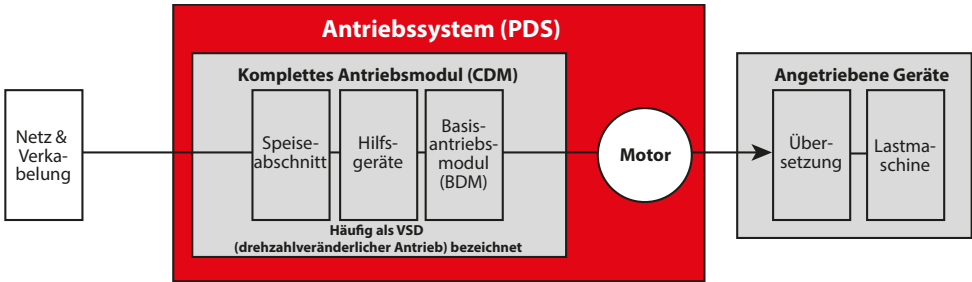 Antriebssystem (PDS)
Komplettes Antriebsmodul (CDM)
Angetriebene Geräte
Netz &
Verka-
belung
Speise-
abschnitt
Hilfs-
geräte
Basis-
antriebs-
modul
(BDM)
Motor
Über-
setzung
Lastma-
schine
Häufig als VSD
(drehzahlveränderlicher Antrieb) bezeichnet